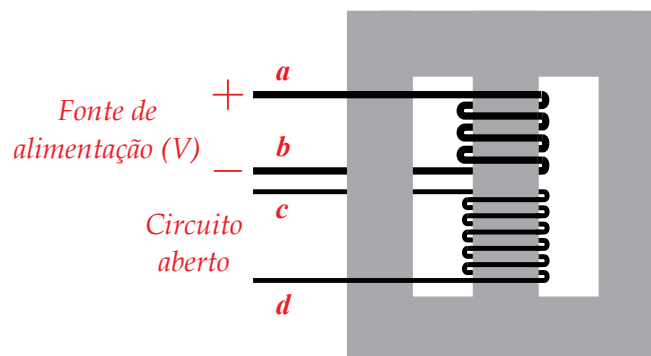 a
+
Fonte de
alimentação (V)
b
−
c
Circuito
aberto
d